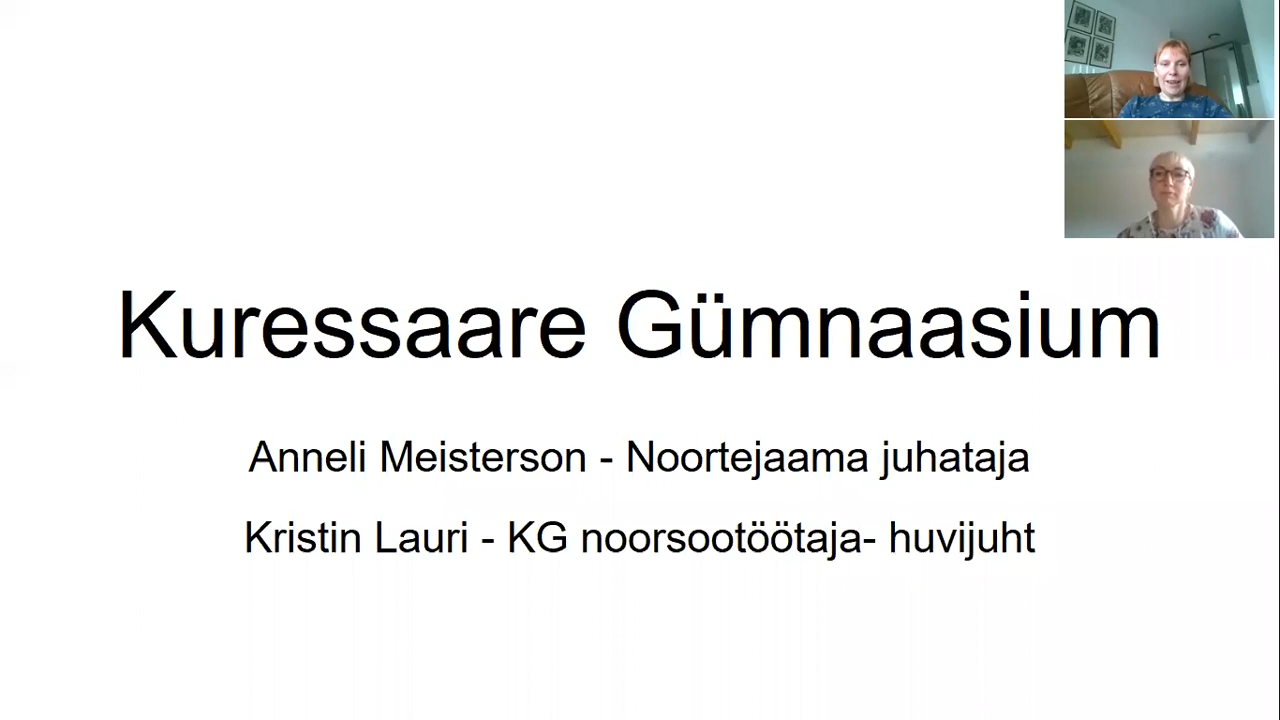 Kuressaare Gümnaasium
Anneli Meisterson - Noortejaama juhataja
Kristin Lauri - KG noorsootöötaja- huvijuht